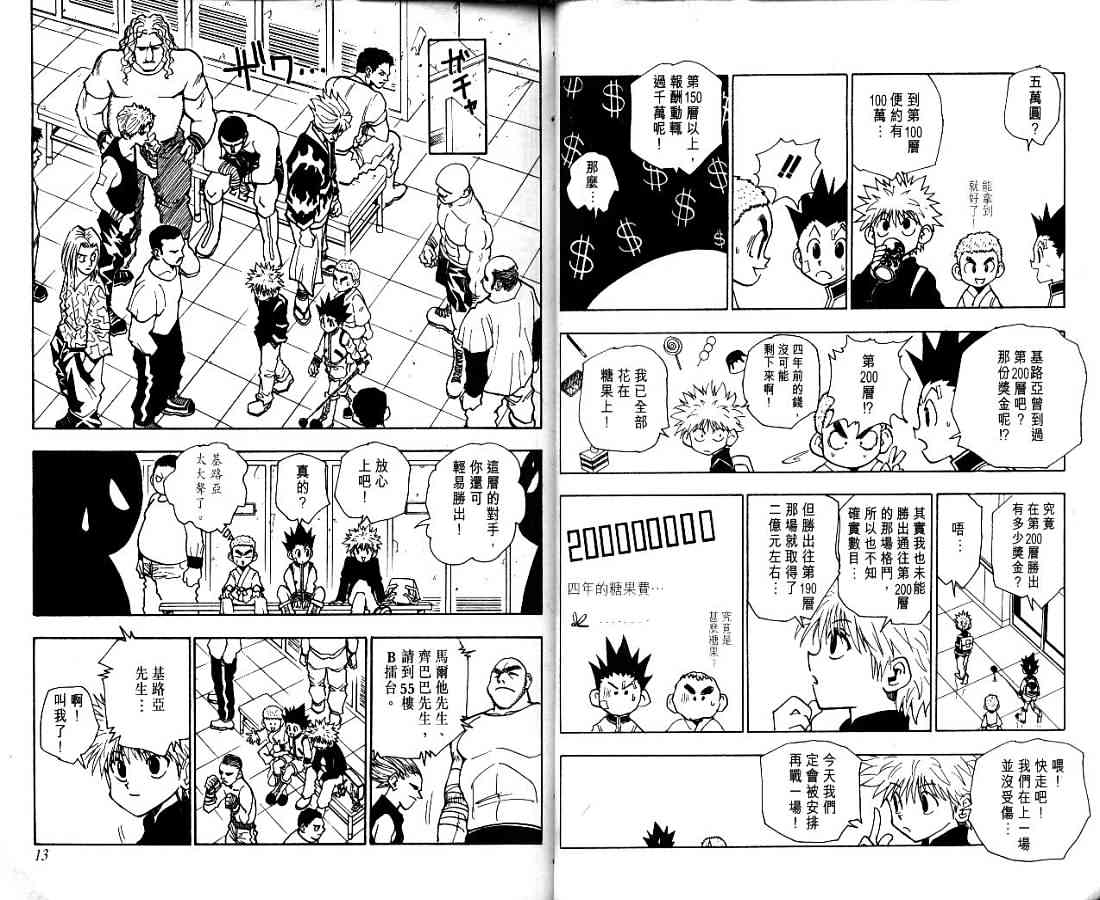 五萬圓？
到第100層
便約有
100萬…
能拿到
就好了—
!!
第150層以上，
報酬動輒
過千萬呢！
那麼…
$ $ $ $ $ $ $ $ $
基路亞曾到過
第200層吧？
那份獎金呢!?
第
200
層!?
四年前的錢
沒可能
剩下來啊！
我已全部
花在
糖果上！
究竟
在第200層勝出
有多少獎金？
唔…
其實我也未能
勝出通往第200層
的那場格鬥，
所以也不知
確實數目…
但勝出往第190層
那場就取得了
二億元左右…
200000000
四年的糖果費…
究竟是
甚麼糖果？
喂！
快走吧！
我們在上一場
並沒受傷…
今天我們
定會被安排
再戰一場！
ガチャ
ザワ…
這層的對手，
你還可
輕易勝出！
放心
上吧！
真的？
基路亞
太大聲了。
馬爾他先生、
齊巴巴先生，
請到55樓
B擂台。
基路亞
先生…
啊！
叫我了！
13